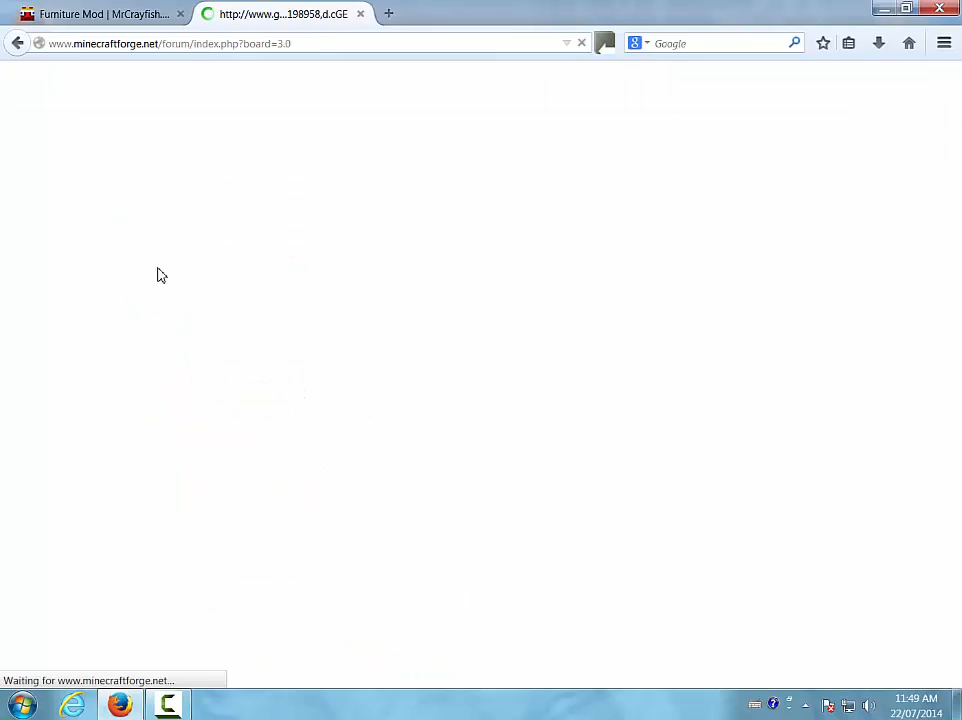 Furniture Mod | MrCrayfish....
http://www.g...198958,d.cGE
www.minecraftforge.net/forum/index.php?board=3.0
Google
Waiting for www.minecraftforge.net...
11:49 AM
22/07/2014